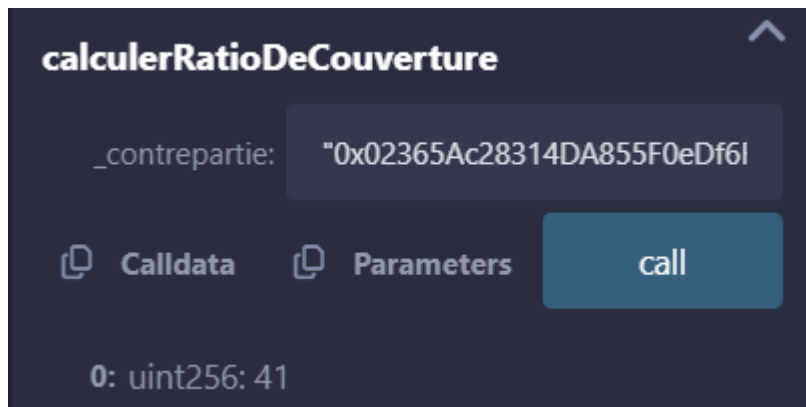 calculerRatioDeCouverture
_contrepartie: "0x02365Ac28314DA855F0eDf6
Calldata Parameters call
0: uint256: 41